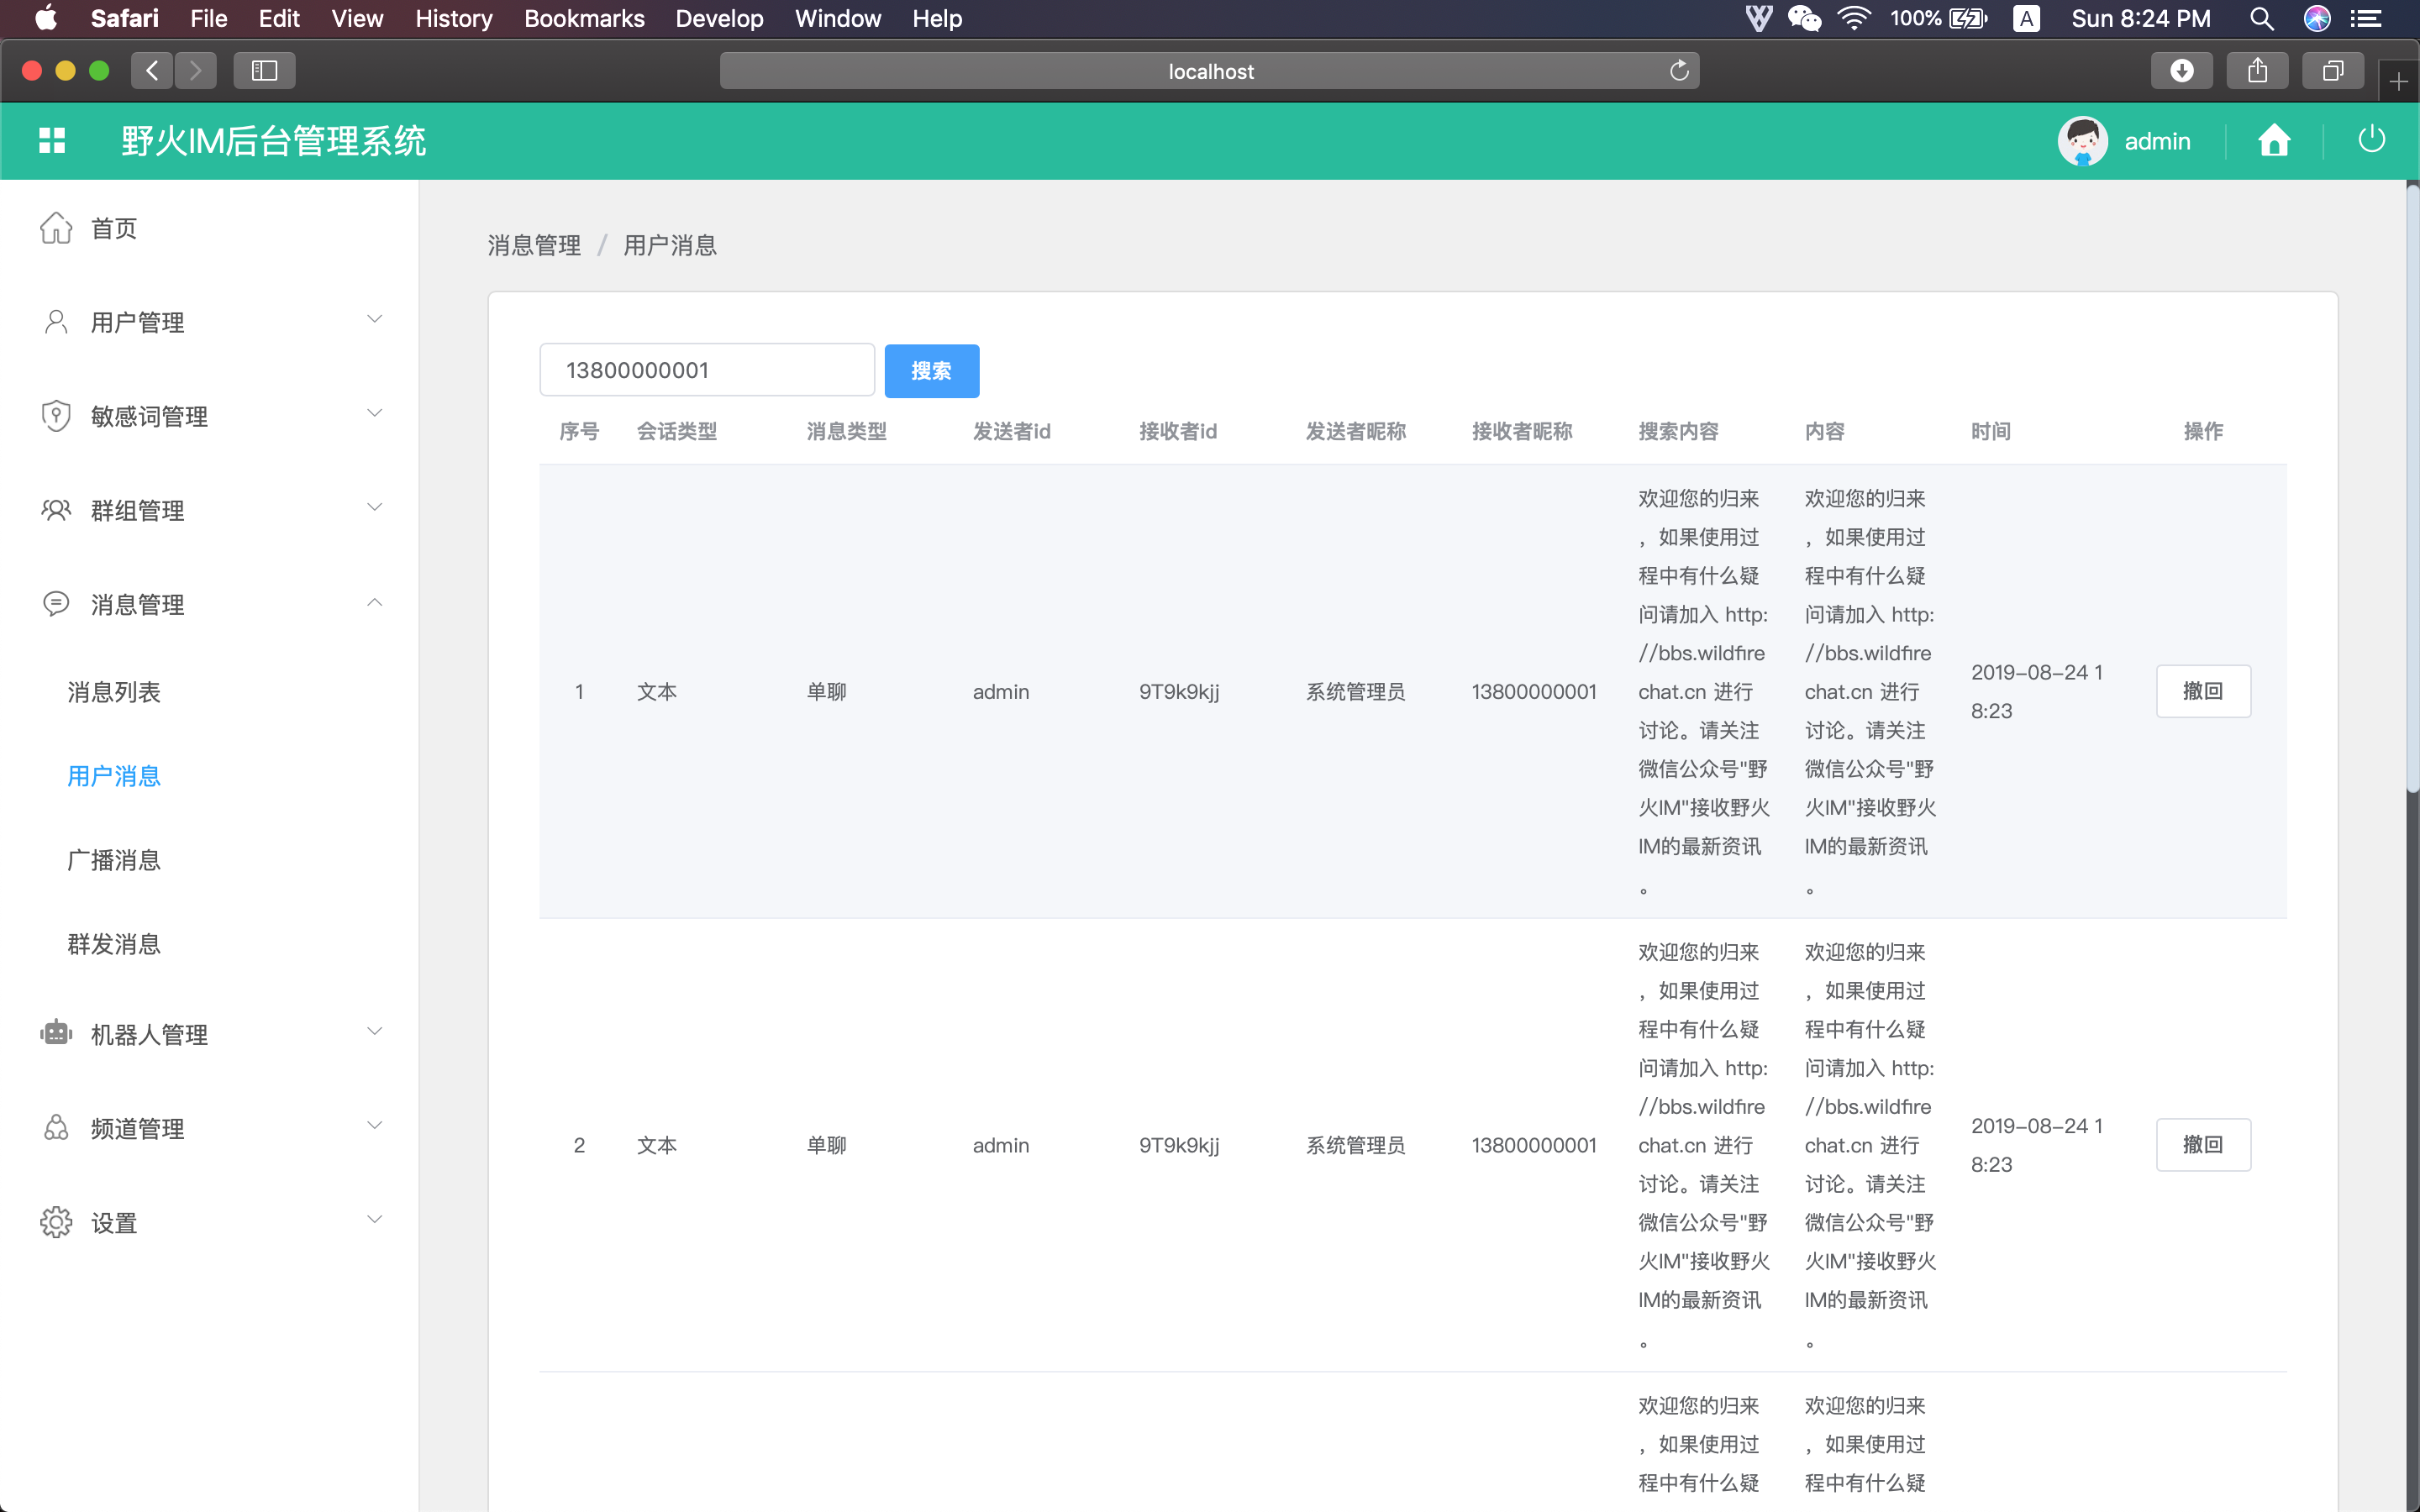 Safari File Edit View History Bookmarks Develop Window Help 100% A Sun 8:24 PM
localhost
野火IM后台管理系统 admin
首页
用户管理
敏感词管理
群组管理
消息管理
消息列表
用户消息
广播消息
群发消息
机器人管理
频道管理
设置
消息管理 / 用户消息
13800000001 搜索
序号 会话类型 消息类型 发送者id 接收者id 发送者昵称 接收者昵称 搜索内容 内容 时间 操作
1 文本 单聊 admin 9T9k9kjj 系统管理员 13800000001
欢迎您的归来
，如果使用过
程中有什么疑
问请加入 http:
//bbs.wildfire
chat.cn 进行
讨论。请关注
微信公众号"野
火IM"接收野火
IM的最新资讯
。
欢迎您的归来
，如果使用过
程中有什么疑
问请加入 http:
//bbs.wildfire
chat.cn 进行
讨论。请关注
微信公众号"野
火IM"接收野火
IM的最新资讯
。
2019-08-24 1
8:23
撤回
2 文本 单聊 admin 9T9k9kjj 系统管理员 13800000001
欢迎您的归来
，如果使用过
程中有什么疑
问请加入 http:
//bbs.wildfire
chat.cn 进行
讨论。请关注
微信公众号"野
火IM"接收野火
IM的最新资讯
。
欢迎您的归来
，如果使用过
程中有什么疑
问请加入 http:
//bbs.wildfire
chat.cn 进行
讨论。请关注
微信公众号"野
火IM"接收野火
IM的最新资讯
。
2019-08-24 1
8:23
撤回
欢迎您的归来
，如果使用过
程中有什么疑
欢迎您的归来
，如果使用过
程中有什么疑